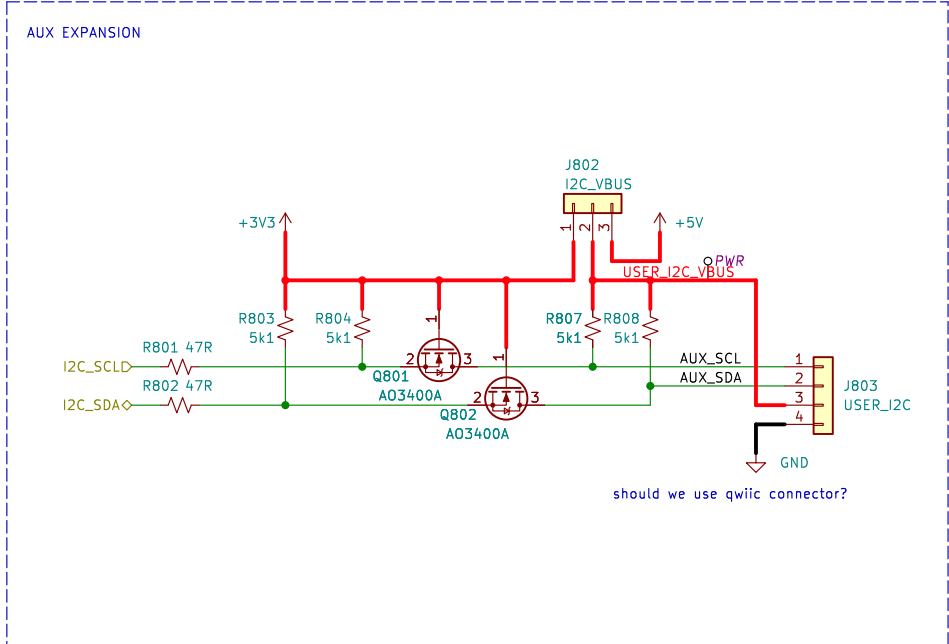 AUX EXPANSION
J802
I2C_VBUS
1 2 3
+3V3
+5V
PWR
USER_I2C_VBUS
R803
5k1
R804
5k1
1
R807
5k1
R808
5k1
R801 47R
I2C_SCL
2
3
Q801
AO3400A
1
AUX_SCL
1
R802 47R
I2C_SDA
2
3
Q802
AO3400A
AUX_SDA
2
3
4
J803
USER_I2C
GND
should we use qwiic connector?